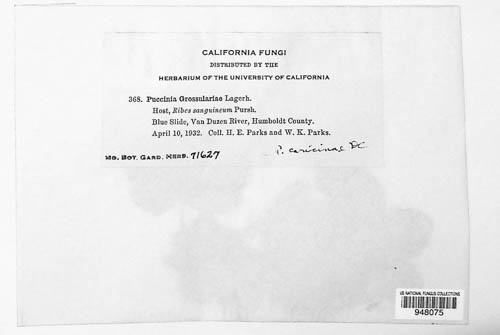 CALIFORNIA FUNGI
DISTRIBUTED BY THE
HERBARIUM OF THE UNIVERSITY OF CALIFORNIA
368. Puccinia Grossulariae Lagerh.
Host, Ribes sanguineum Pursh.
Blue Slide, Van Duzen River, Humboldt County.
April 10, 1932. Coll. H. E. Parks and W. K. Parks.
MO. BOT. GARD. HERB. 71627
P. caricinae DC
US NATIONAL FUNGUS COLLECTIONS
948075